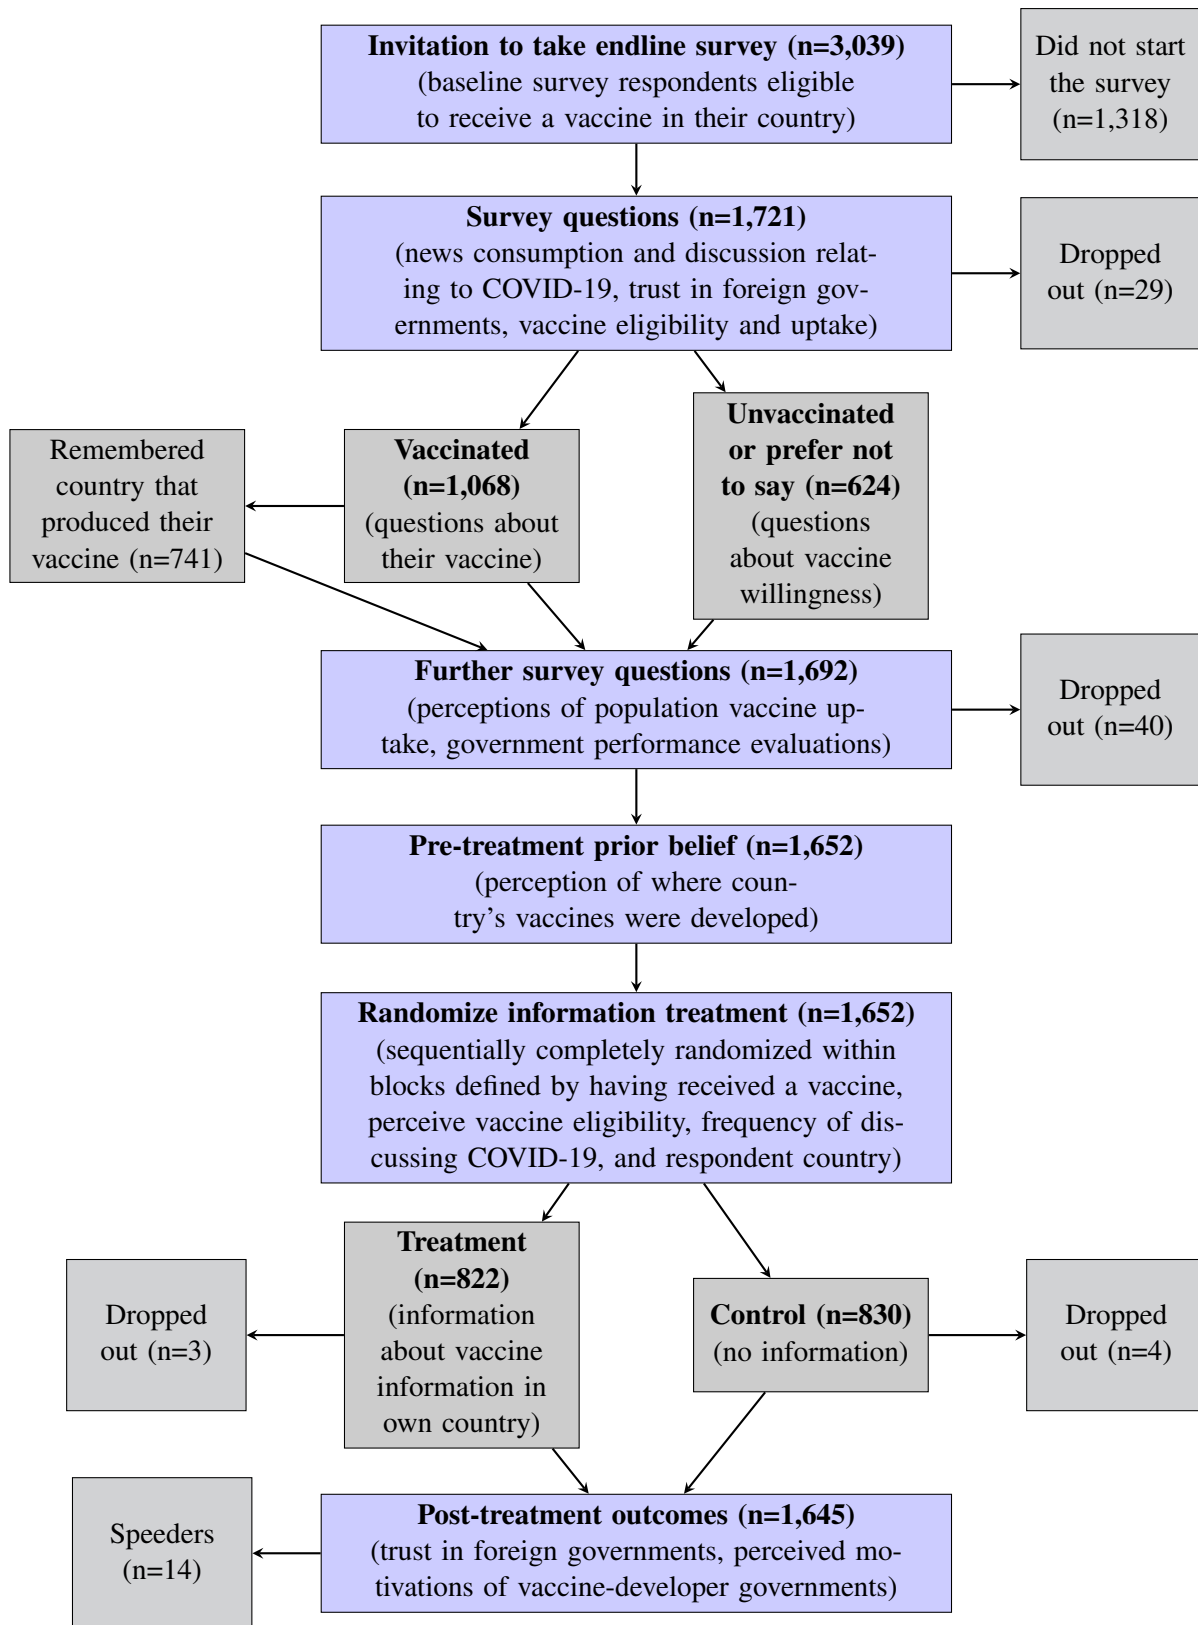 Invitation to take endline survey (n=3,039)
(baseline survey respondents eligible
to receive a vaccine in their country)
Did not start
the survey
(n=1,318)
Survey questions (n=1,721)
(news consumption and discussion relat-
ing to COVID-19, trust in foreign gov-
ernments, vaccine eligibility and uptake)
Dropped
out (n=29)
Remembered
country that
produced their
vaccine (n=741)
Vaccinated
(n=1,068)
(questions about
their vaccine)
Unvaccinated
or prefer not
to say (n=624)
(questions
about vaccine
willingness)
Further survey questions (n=1,692)
(perceptions of population vaccine up-
take, government performance evaluations)
Dropped
out (n=40)
Pre-treatment prior belief (n=1,652)
(perception of where coun-
try's vaccines were developed)
Randomize information treatment (n=1,652)
(sequentially completely randomized within
blocks defined by having received a vaccine,
perceive vaccine eligibility, frequency of dis-
cussing COVID-19, and respondent country)
Dropped
out (n=3)
Treatment
(n=822)
(information
about vaccine
information in
own country)
Control (n=830)
(no information)
Dropped
out (n=4)
Speeders
(n=14)
Post-treatment outcomes (n=1,645)
(trust in foreign governments, perceived mo-
tivations of vaccine-developer governments)